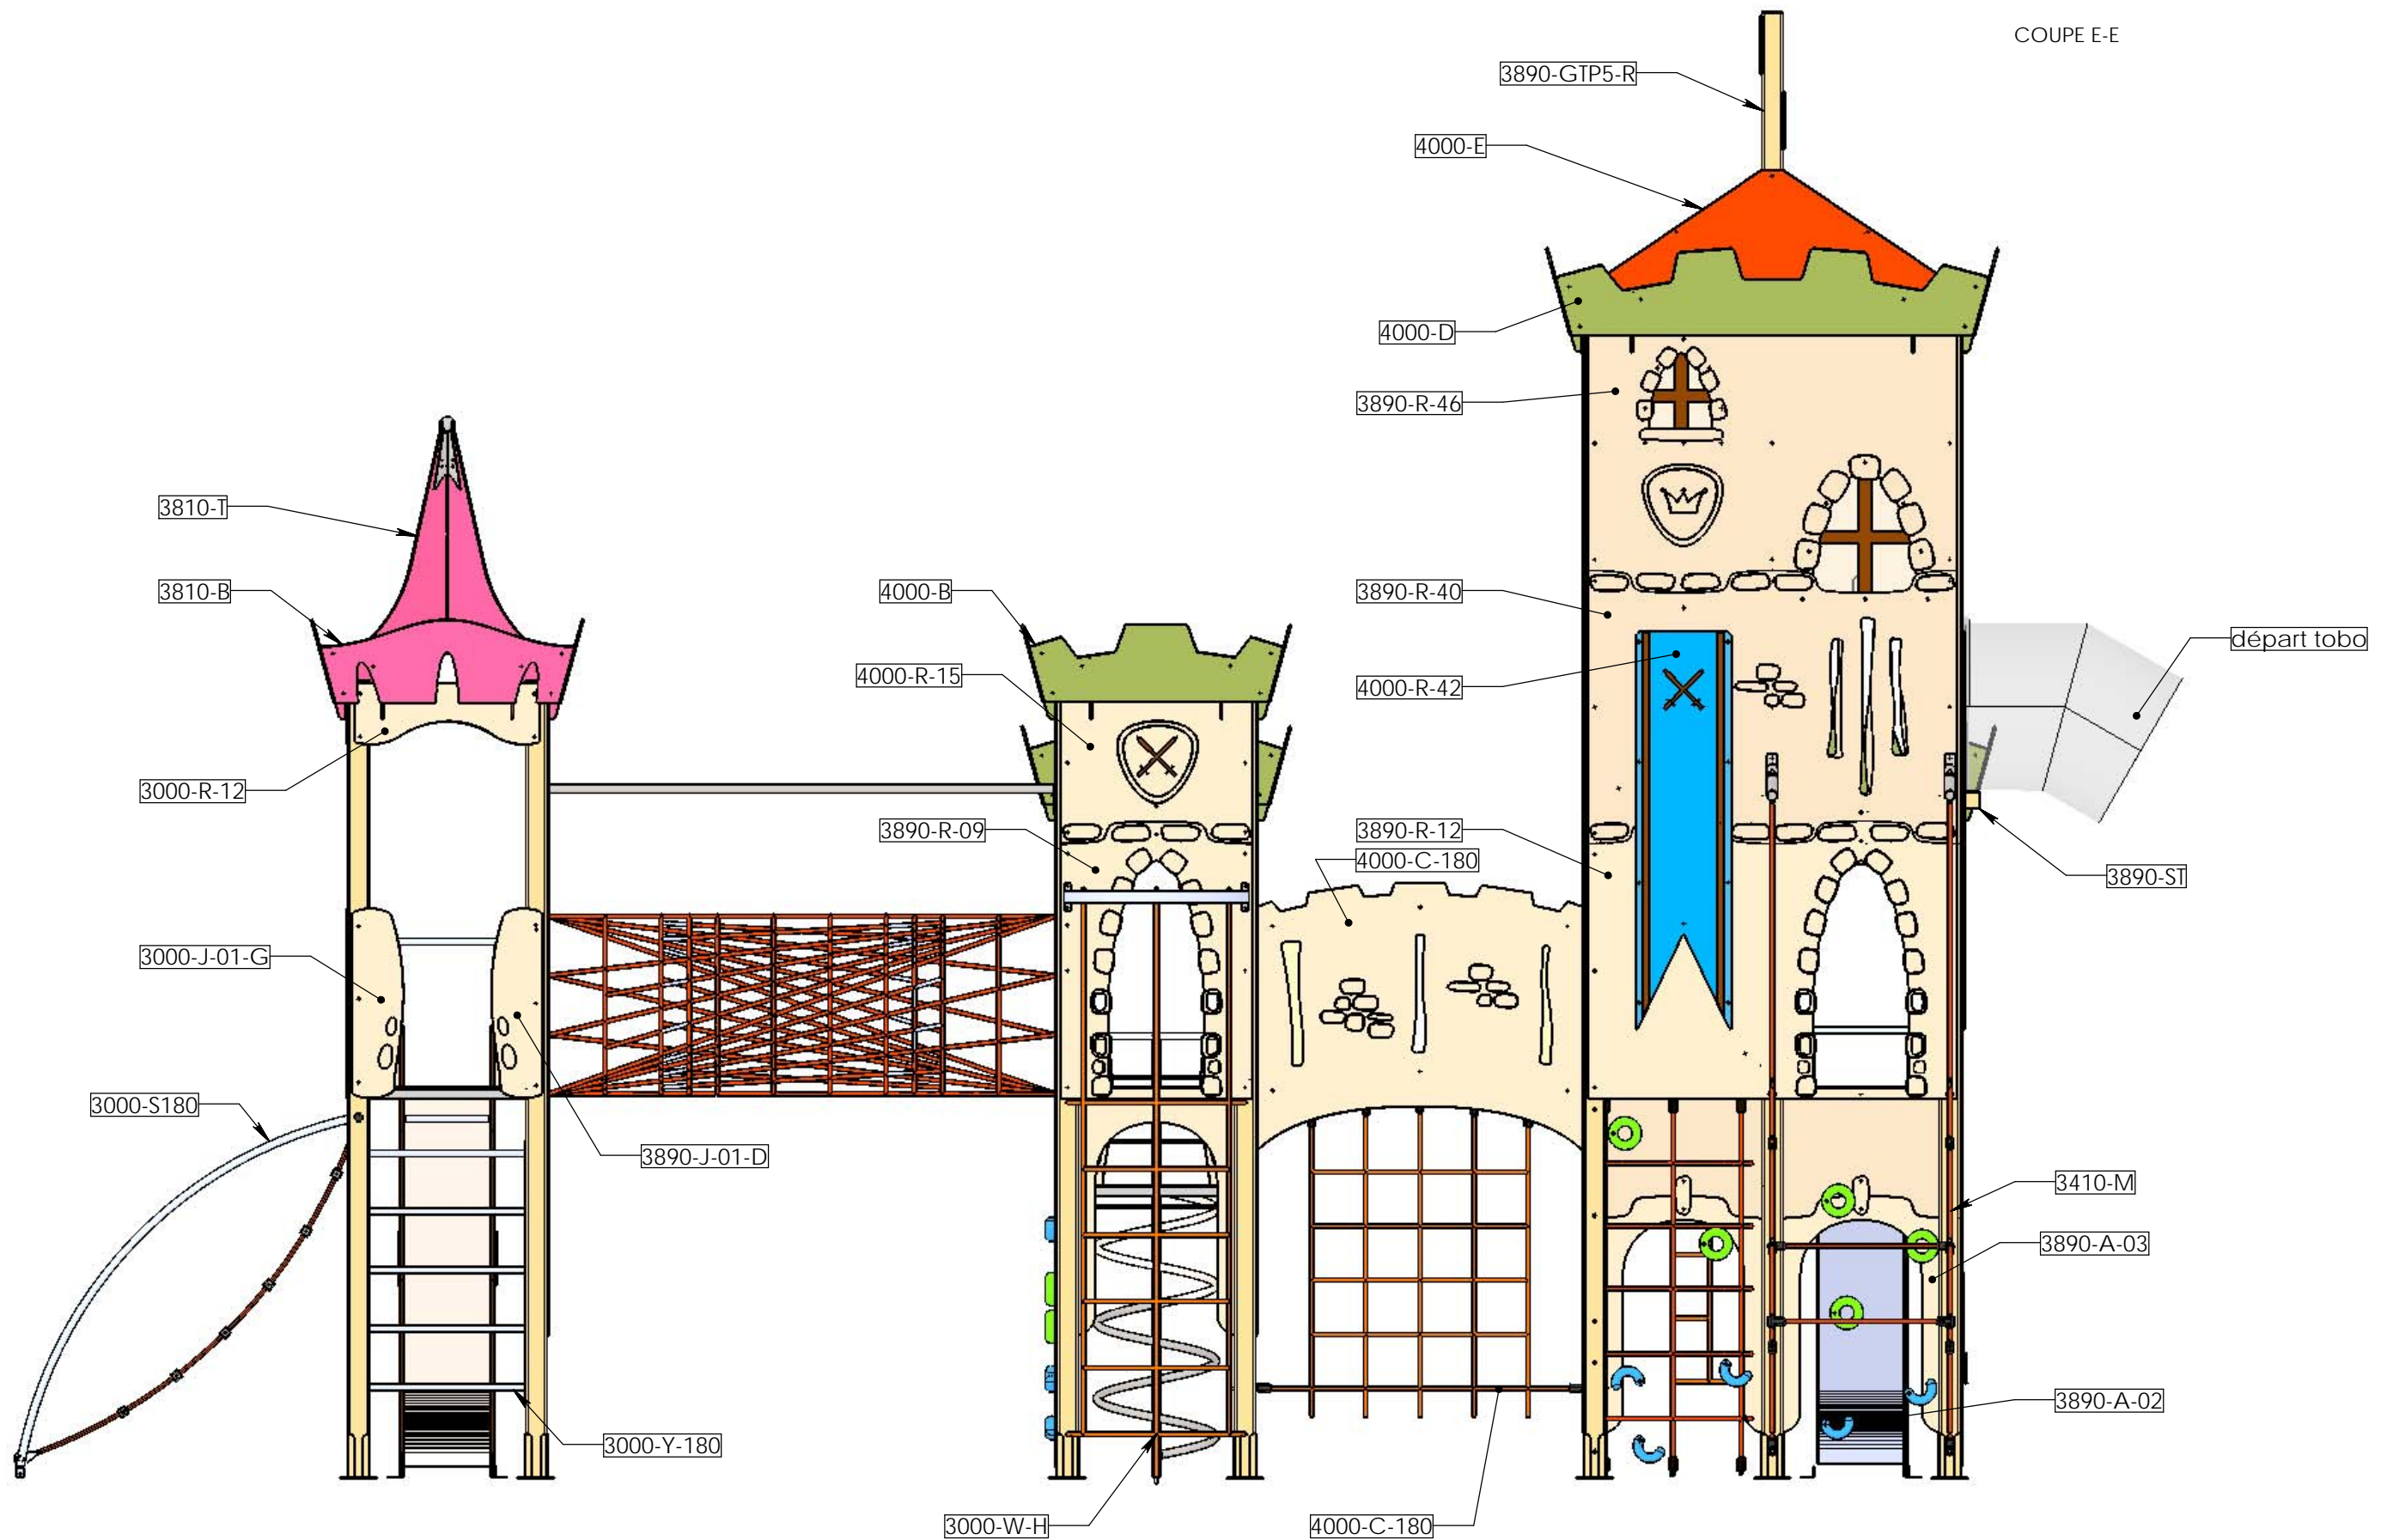 COUPE E-E
3890-GTP5-R
4000-E
4000-D
3890-R-46
3810-T
3810-B
4000-B
3890-R-40
départ tobo
4000-R-15
4000-R-42
3000-R-12
3890-R-09
3890-R-12
4000-C-180
3890-ST
3000-J-01-G
3000-S180
3890-J-01-D
3410-M
3890-A-03
3890-A-02
3000-Y-180
3000-W-H
4000-C-180